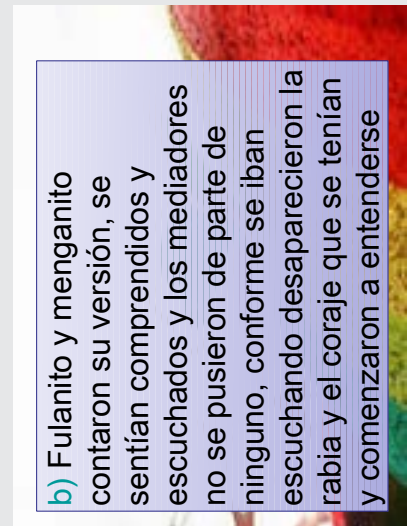 b) Fulanito y menganito
contaron su versión, se
sentían comprendidos y
escuchados y los mediadores
no se pusieron de parte de
ninguno, conforme se iban
escuchando desaparecieron la
rabia y el coraje que se tenían
y comenzaron a entenderse